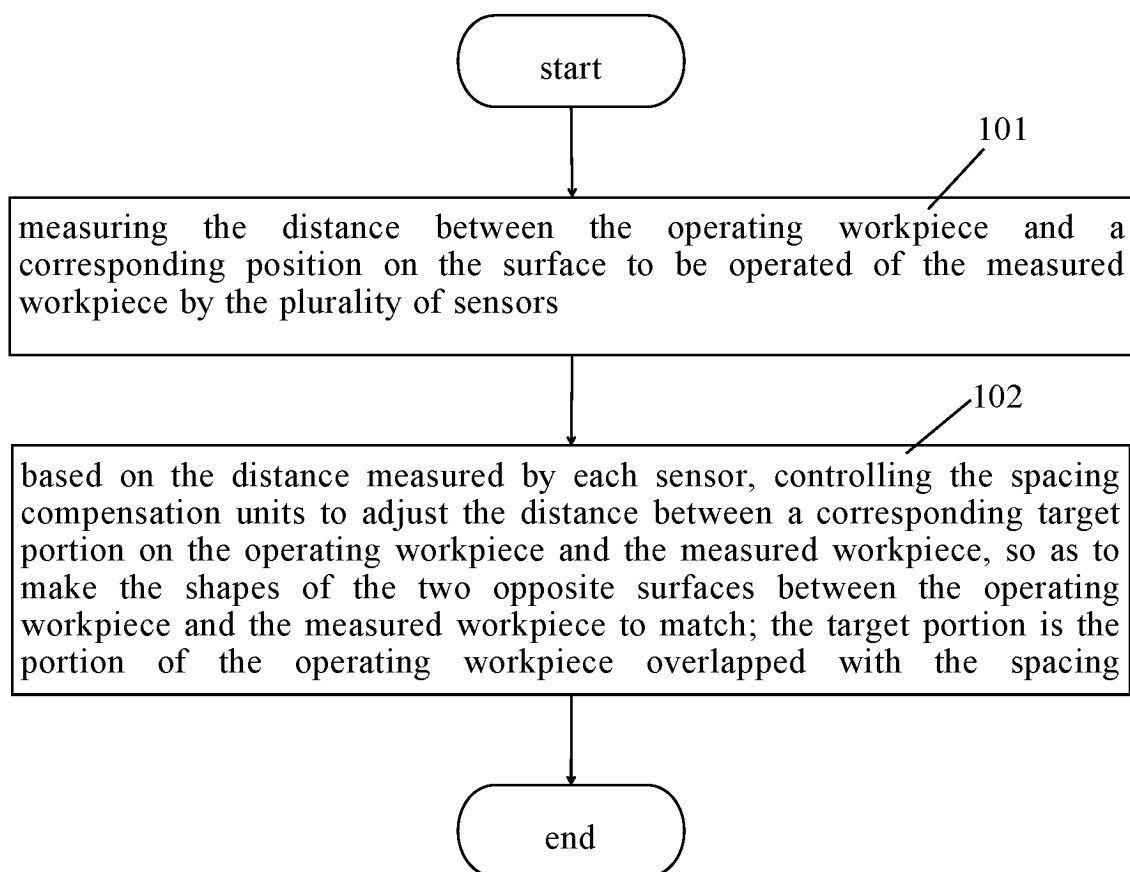 start
101
measuring the distance between the operating workpiece and a
corresponding position on the surface to be operated of the measured
workpiece by the plurality of sensors
102
based on the distance measured by each sensor, controlling the spacing
compensation units to adjust the distance between a corresponding target
portion on the operating workpiece and the measured workpiece, so as to
make the shapes of the two opposite surfaces between the operating
workpiece and the measured workpiece to match; the target portion is the
portion of the operating workpiece overlapped with the spacing
end